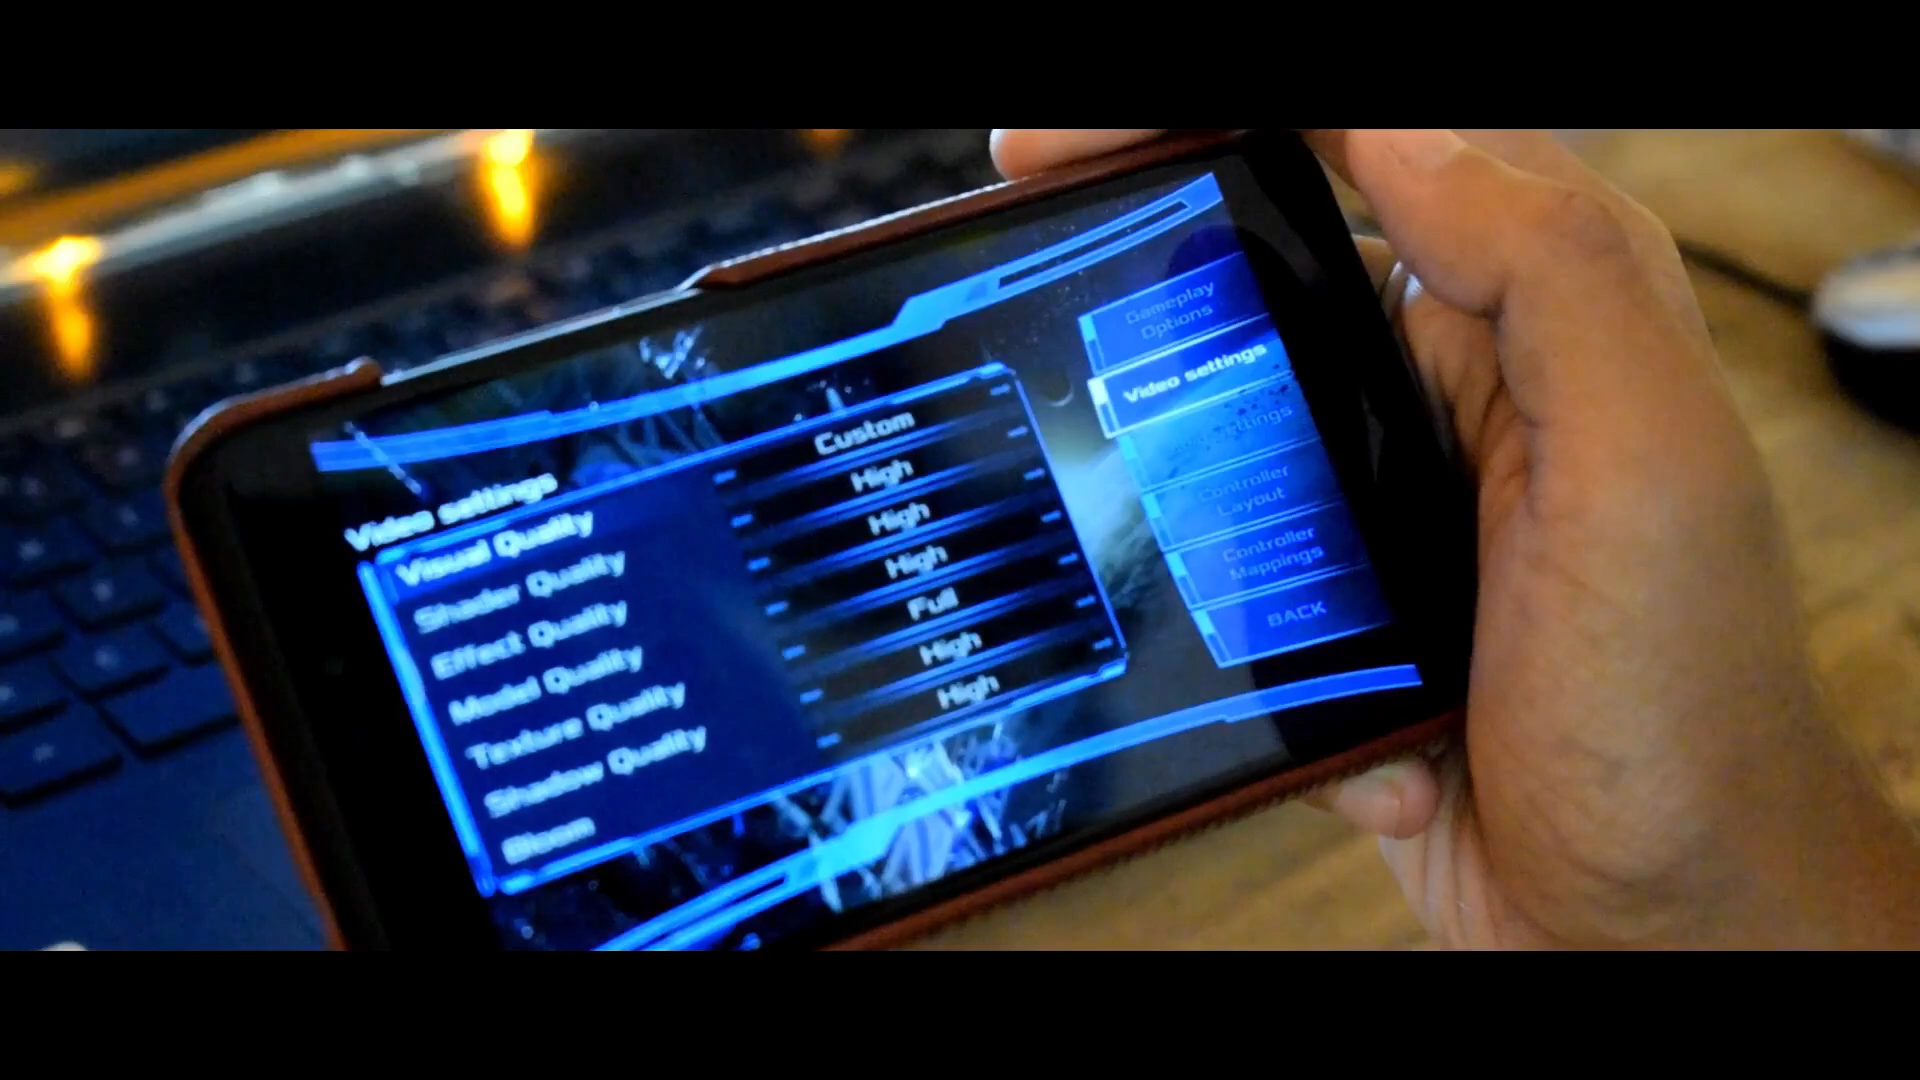 Video settings
Visual Quality
Custom
Shader Quality
High
Effect Quality
High
Model Quality
High
Texture Quality
Full
Shadow Quality
High
Bloom
High
Gameplay
Options
Video settings
Settings
Controller
Layout
Controller
Mappings
BACK